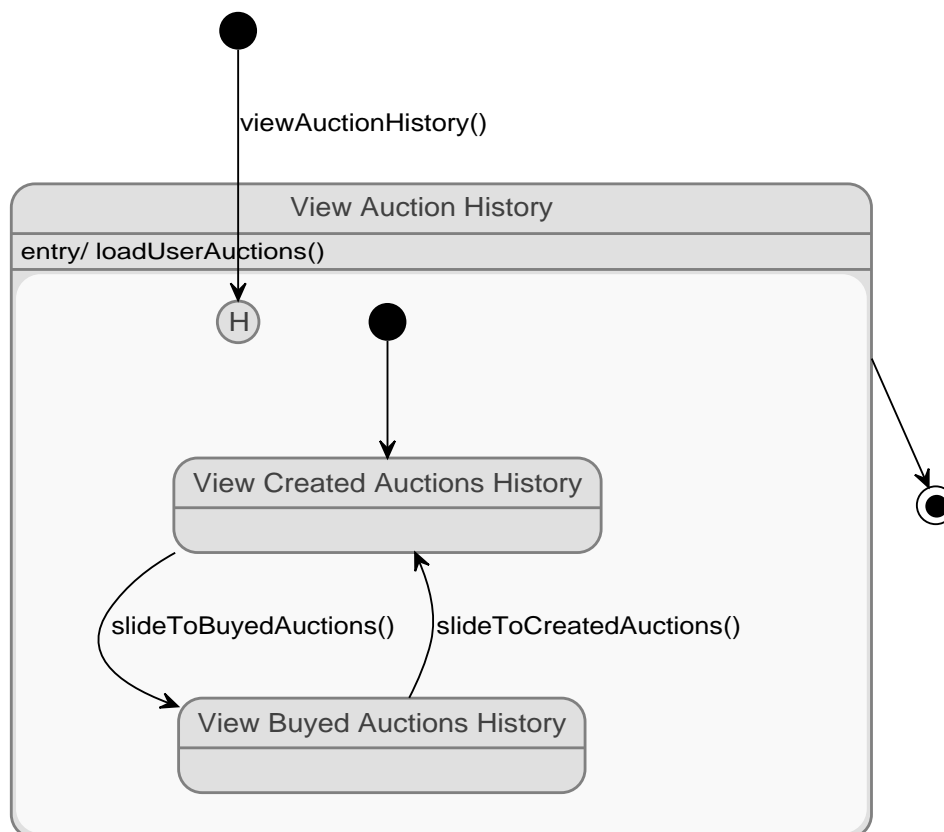 viewAuctionHistory()
View Auction History
entry/ loadUserAuctions()
H
View Created Auctions History
slideToBuyedAuctions()
slideToCreatedAuctions()
View Buyed Auctions History